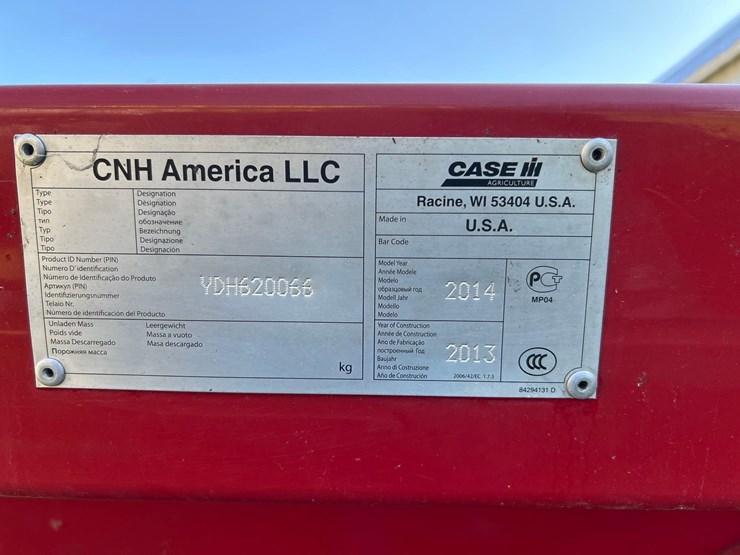 CNH America LLC
Type Designation
Type Désignation
Tipo Designação
тип обозначение
Typ Bezeichnung
Tipo Designazione
Tipo Designación
Product ID Number (PIN)
Numero D' identification
Número de Identificação do Produto
Артикул (PIN)
Identifizierungsnummer
Telaio Nr.
Número de identificación del Producto
YDH620066
Unladen Mass Leergewicht
Poids vide Massa a vuoto
Massa Descarregado Masa descargado
Порожняя масса
kg
CASE IH
AGRICULTURE
Racine, WI 53404 U.S.A.
Made in
U.S.A.
Bar Code
Model Year
Année Modele
Modelo
образцовый год
Modell Jahr
Modello
Modelo
2014
Year of Construction
Année de Construction
Ano de Fabricação
построенный Год
Baujahr
Anno di Costruzione
Año de Construción
2013
2006/42/EC, 1.7.3
PCT
MP04
CCC
84294131 D